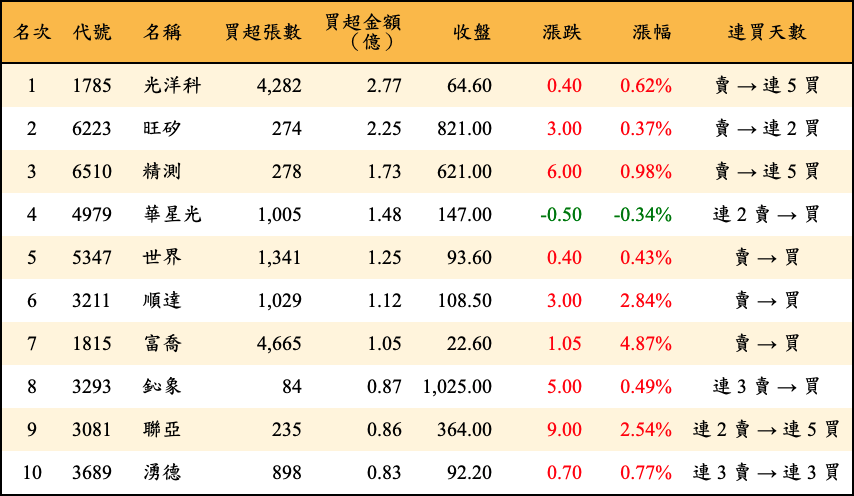 名次 代號 名稱 買超張數 買超金額（億） 收盤 漲跌 漲幅 連買天數
1 1785 光洋科 4,282 2.77 64.60 0.40 0.62% 賣 → 連 5 買
2 6223 旺矽 274 2.25 821.00 3.00 0.37% 賣 → 連 2 買
3 6510 精測 278 1.73 621.00 6.00 0.98% 賣 → 連 5 買
4 4979 華星光 1,005 1.48 147.00 -0.50 -0.34% 連 2 賣 → 買
5 5347 世界 1,341 1.25 93.60 0.40 0.43% 賣 → 買
6 3211 順達 1,029 1.12 108.50 3.00 2.84% 賣 → 買
7 1815 富喬 4,665 1.05 22.60 1.05 4.87% 賣 → 買
8 3293 鈊象 84 0.87 1,025.00 5.00 0.49% 連 3 賣 → 買
9 3081 聯亞 235 0.86 364.00 9.00 2.54% 連 2 賣 → 連 5 買
10 3689 湧德 898 0.83 92.20 0.70 0.77% 連 3 賣 → 連 3 買